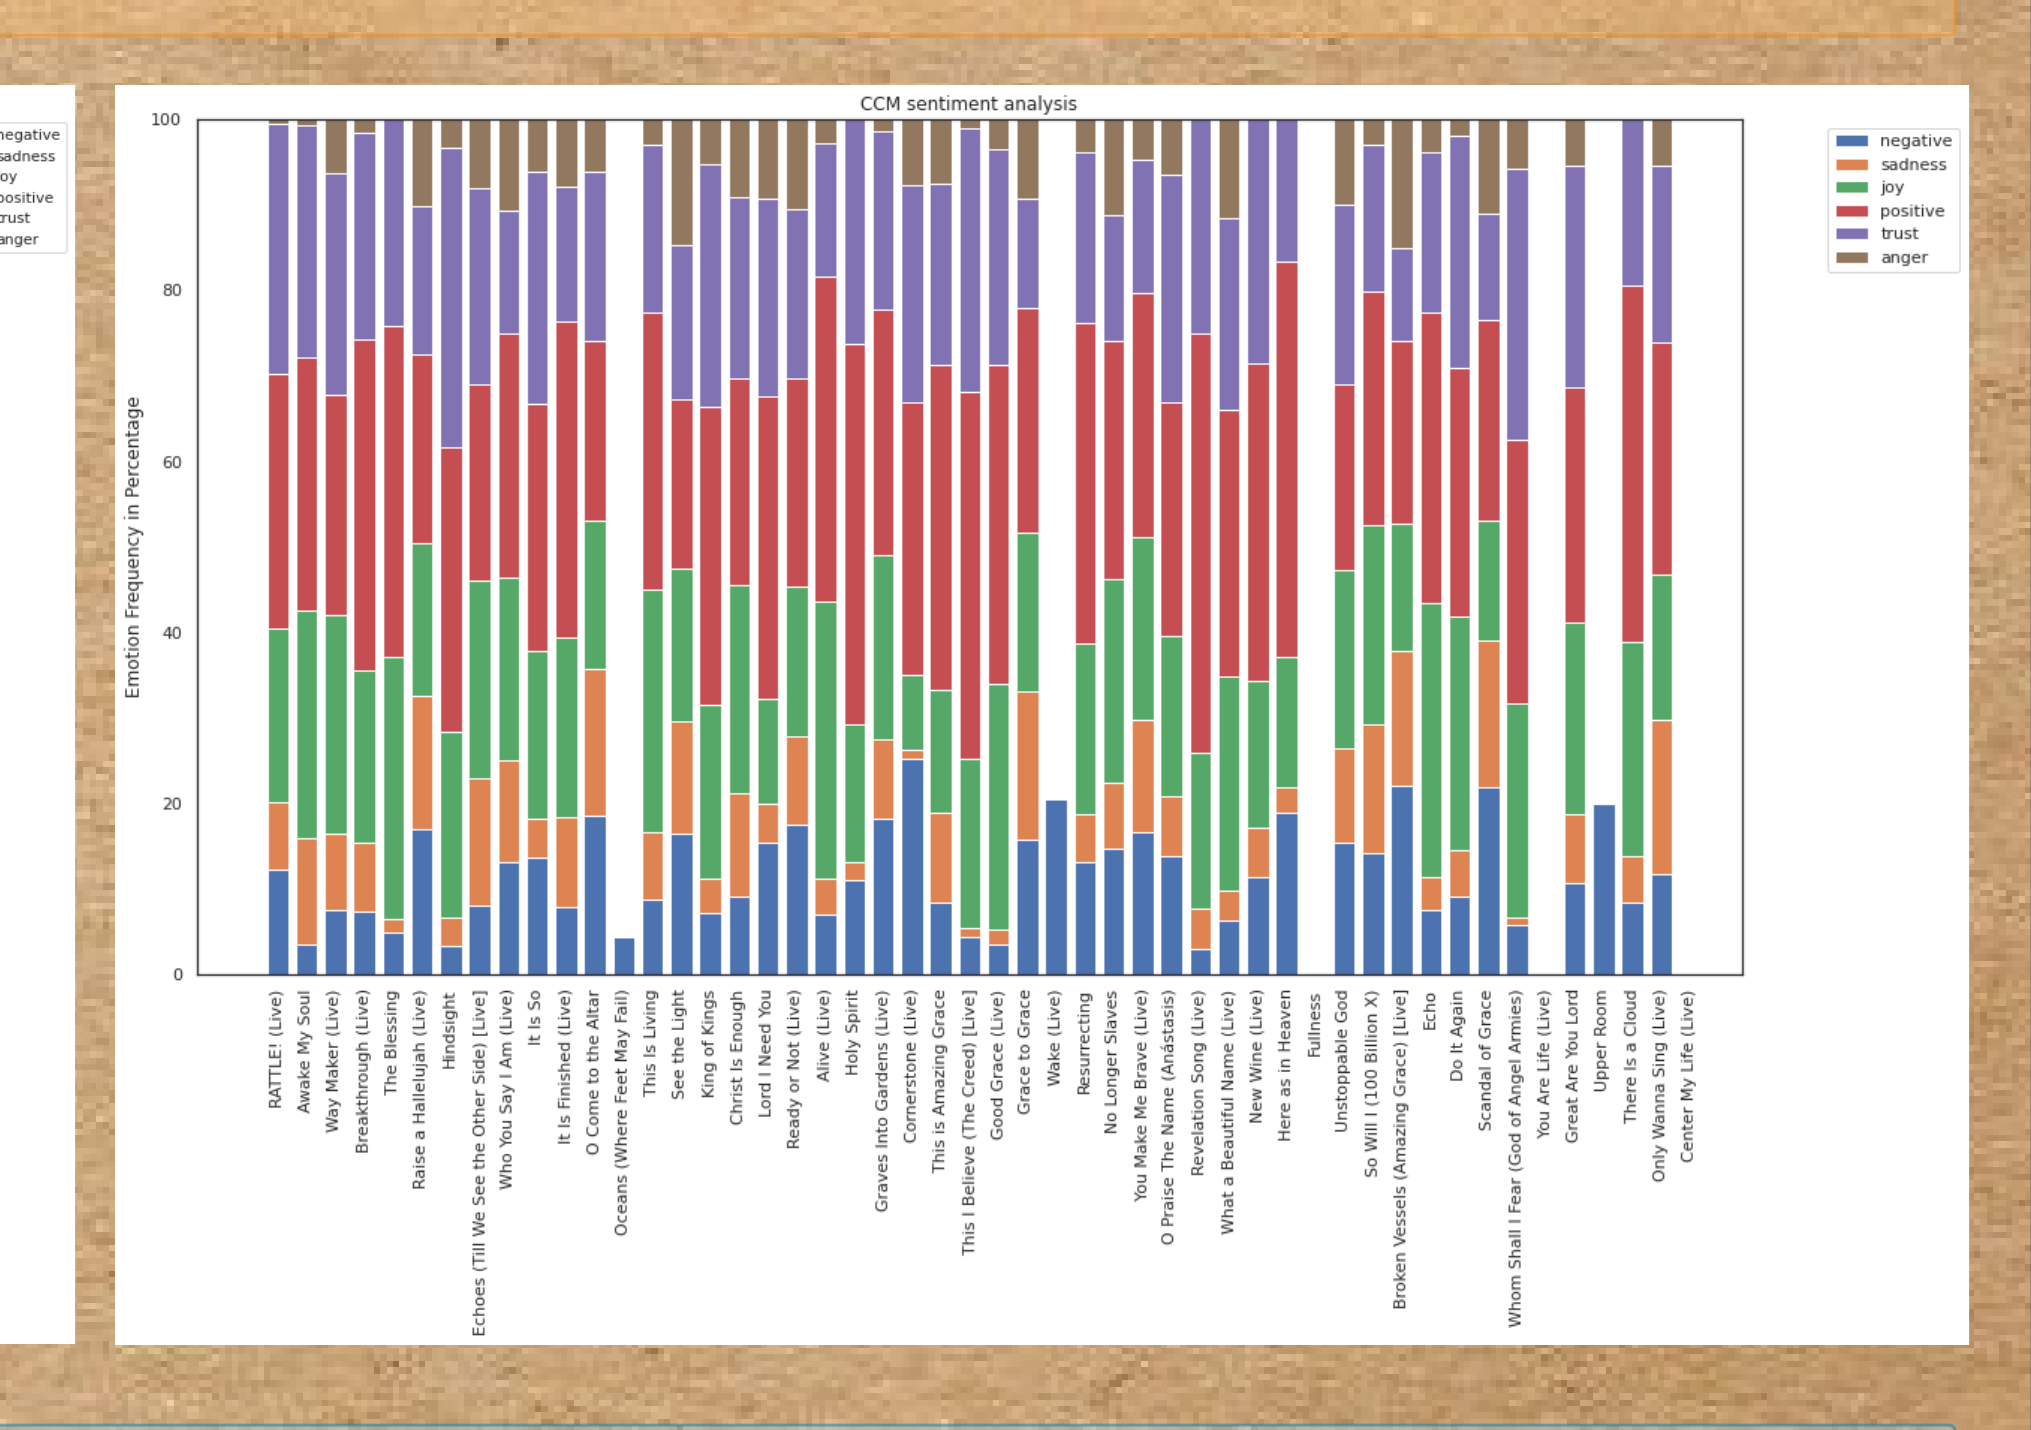 negative
sadness
joy
positive
trust
anger
CCM sentiment analysis
100
80
60
40
20
0
Emotion Frequency in Percentage
negative
sadness
joy
positive
trust
anger
RATTLE! (Live)
Awake My Soul
Way Maker (Live)
Breakthrough (Live)
The Blessing
Raise a Hallelujah (Live)
Hindsight
Echoes (Till We See the Other Side) [Live]
Who You Say I Am (Live)
It Is So
It Is Finished (Live)
O Come to the Altar
Oceans (Where Feet May Fail)
This Is Living
See the Light
King of Kings
Christ Is Enough
Lord I Need You
Ready or Not (Live)
Alive (Live)
Holy Spirit
Graves Into Gardens (Live)
Cornerstone (Live)
This is Amazing Grace
This I Believe (The Creed) [Live]
Good Grace (Live)
Grace to Grace
Wake (Live)
Resurrecting
No Longer Slaves
You Make Me Brave (Live)
O Praise The Name (Anástasis)
Revelation Song (Live)
What a Beautiful Name (Live)
New Wine (Live)
Here as in Heaven
Fullness
Unstoppable God
So Will I (100 Billion X)
Broken Vessels (Amazing Grace) [Live]
Echo
Do It Again
Scandal of Grace
Whom Shall I Fear (God of Angel Armies)
You Are Life (Live)
Great Are You Lord
Upper Room
There Is a Cloud
Only Wanna Sing (Live)
Center My Life (Live)